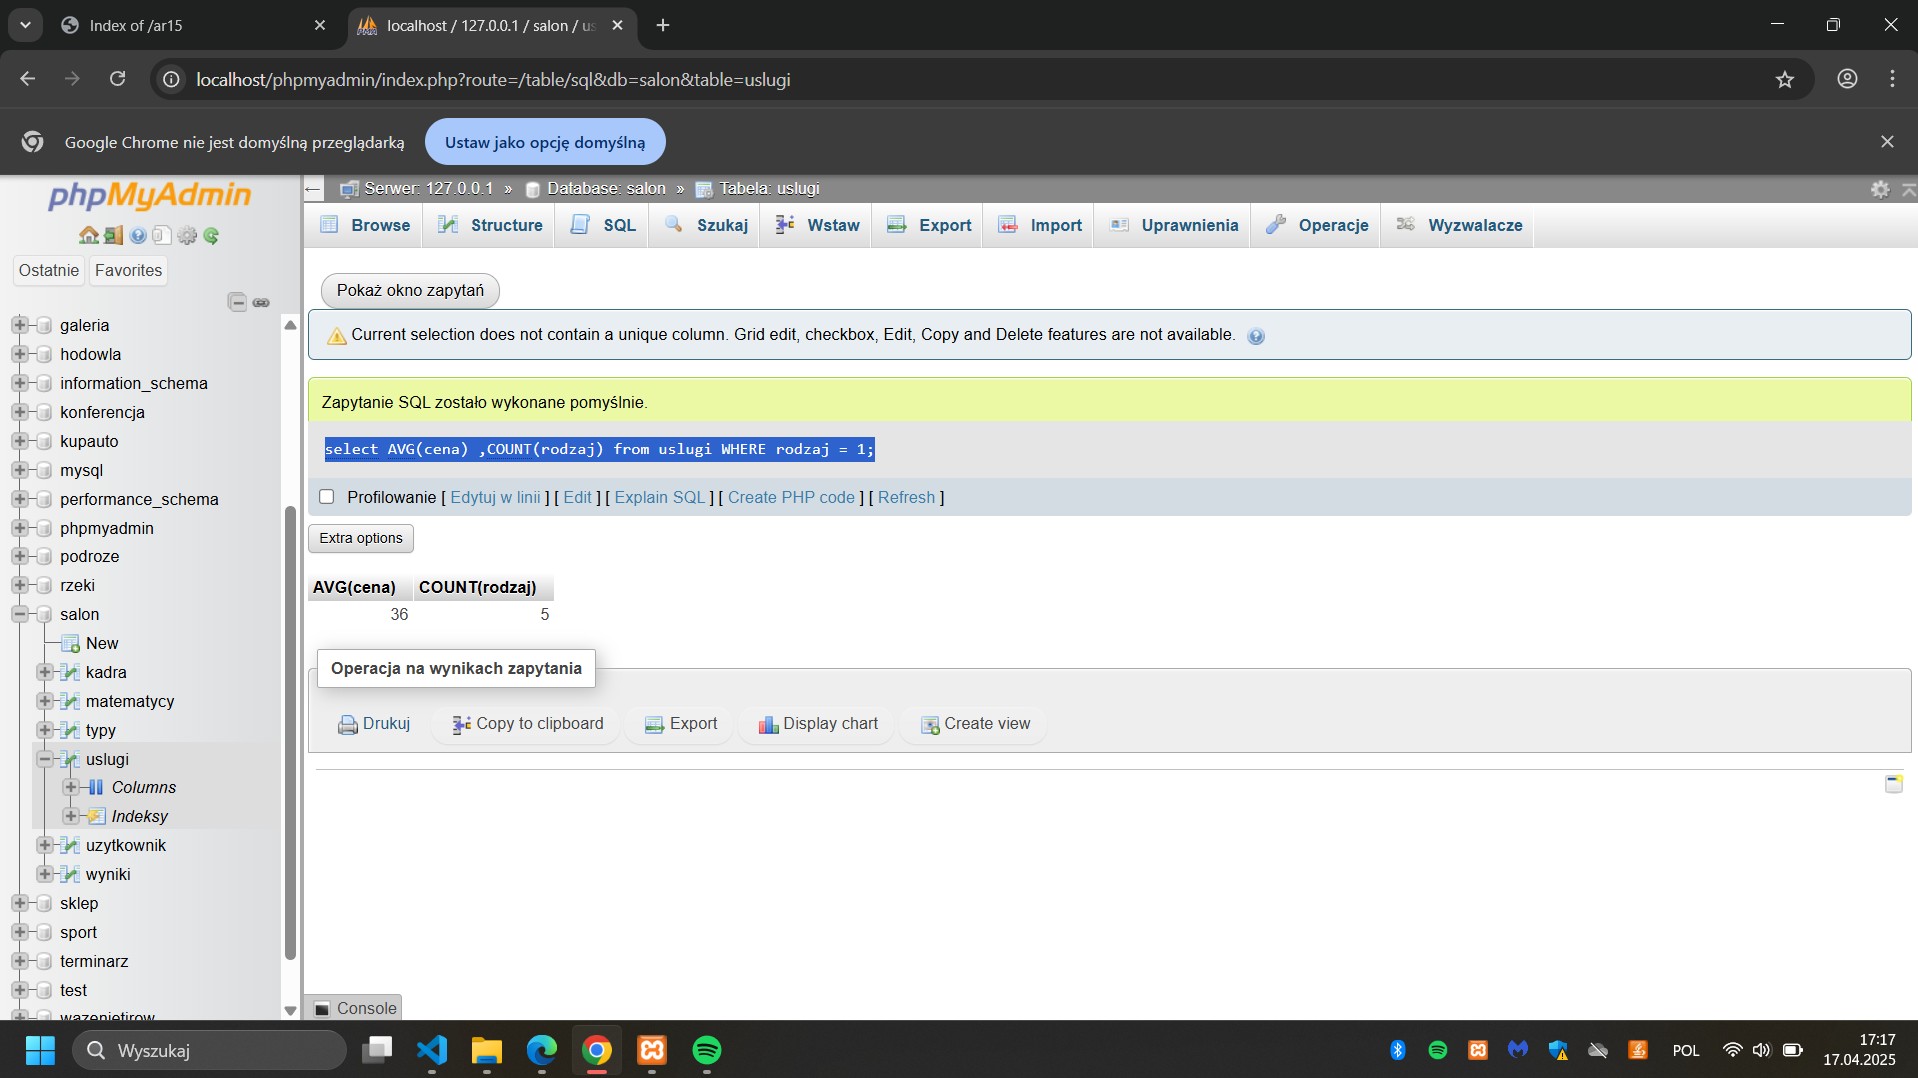 Index of /ar15
localhost / 127.0.0.1 / salon / us
localhost/phpmyadmin/index.php?route=/table/sql&db=salon&table=uslugi
Google Chrome nie jest domyślną przeglądarką
Ustaw jako opcję domyślną
phpMyAdmin
Ostatnie
Favorites
galeria
hodowla
information_schema
konferencja
kupauto
mysql
performance_schema
phpmyadmin
podroze
rzeki
salon
New
kadra
matematycy
typy
uslugi
Columns
Indeksy
uzytkownik
wyniki
sklep
sport
terminarz
test
wazenietirow
Serwer: 127.0.0.1 » Database: salon » Tabela: uslugi
Browse Structure SQL Szukaj Wstaw Export Import Uprawnienia Operacje Wyzwalacze
Pokaż okno zapytań
Current selection does not contain a unique column. Grid edit, checkbox, Edit, Copy and Delete features are not available.
Zapytanie SQL zostało wykonane pomyślnie.
select AVG(cena) ,COUNT(rodzaj) from uslugi WHERE rodzaj = 1;
Profilowanie [ Edytuj w linii ] [ Edit ] [ Explain SQL ] [ Create PHP code ] [ Refresh ]
Extra options
AVG(cena) COUNT(rodzaj)
36 5
Operacja na wynikach zapytania
Drukuj Copy to clipboard Export Display chart Create view
Console
Wyszukaj
POL
17:17
17.04.2025